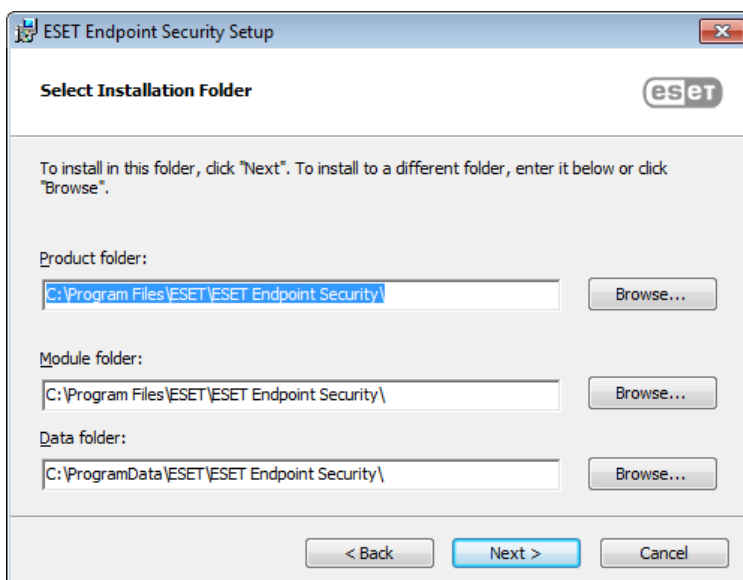 ESET Endpoint Security Setup
Select Installation Folder
eset
To install in this folder, click "Next". To install to a different folder, enter it below or click
"Browse".
Product folder:
C:\Program Files\ESET\ESET Endpoint Security\
Browse...
Module folder:
C:\Program Files\ESET\ESET Endpoint Security\
Browse...
Data folder:
C:\ProgramData\ESET\ESET Endpoint Security\
Browse...
< Back
Next >
Cancel